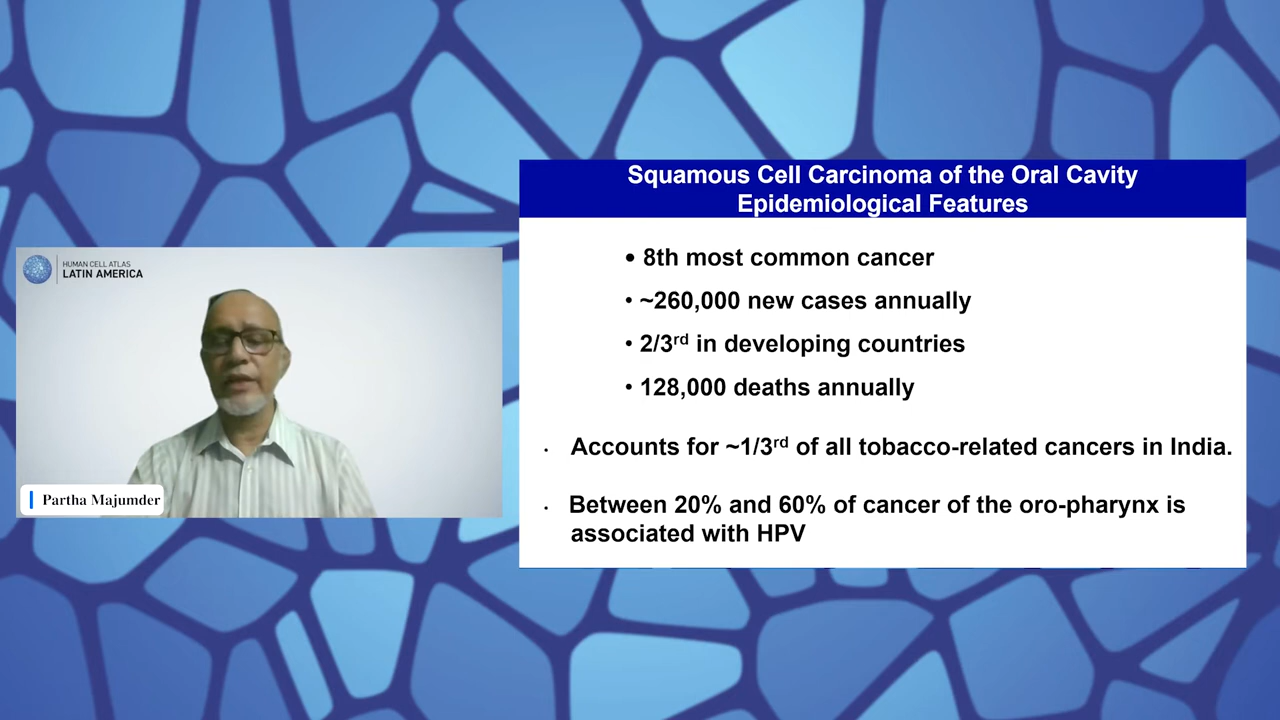 HUMAN CELL ATLAS
LATIN AMERICA
Partha Majumder
Squamous Cell Carcinoma of the Oral Cavity
Epidemiological Features
• 8th most common cancer
• ~260,000 new cases annually
• 2/3rd in developing countries
• 128,000 deaths annually
• Accounts for ~1/3rd of all tobacco-related cancers in India.
• Between 20% and 60% of cancer of the oro-pharynx is
associated with HPV